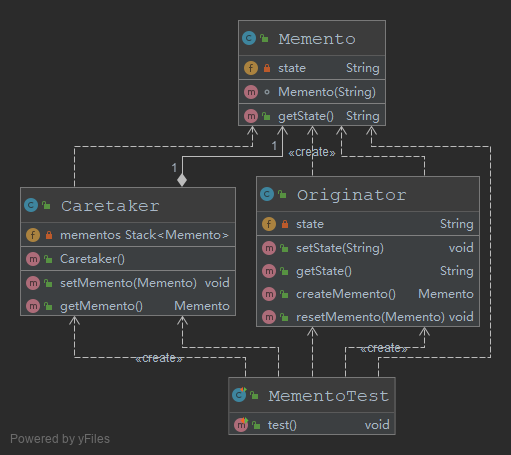 Memento
state String
Memento(String)
getState() String
1
«create»
1
Caretaker
mementos Stack<Memento>
Caretaker()
setMemento(Memento) void
getMemento() Memento
Originator
state String
setState(String) void
getState() String
createMemento() Memento
resetMemento(Memento) void
«create»
«create»
MementoTest
test() void
Powered by yFiles